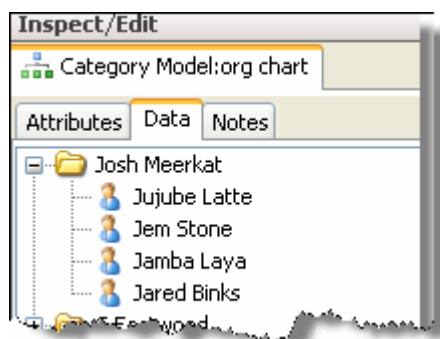 Inspect/Edit
Category Model:org chart
Attributes Data Notes
Josh Meerkat
Jujube Latte
Jem Stone
Jamba Laya
Jared Binks
Eastwood